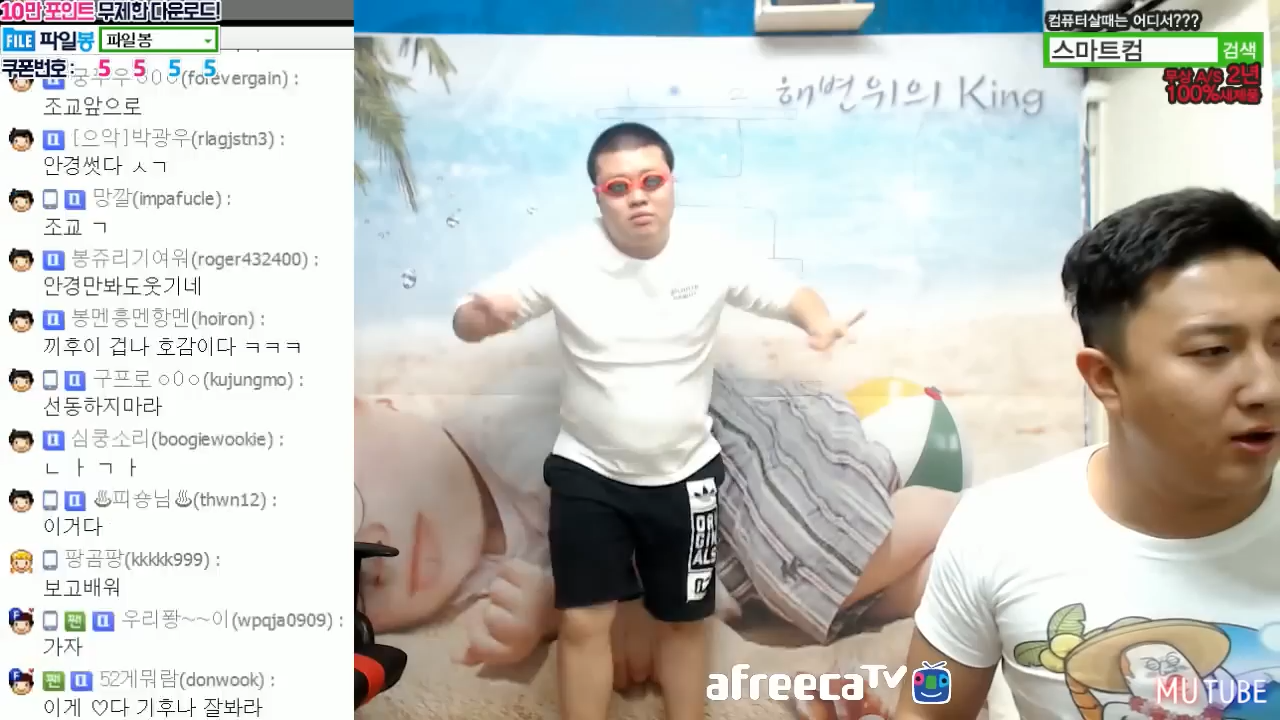 10만 포인트 무제한 다운로드!
FILE 파일봉 파일봉
쿠폰번호 : 5 5 5 5
(forevergain) :
조교앞으로
[으악]박광우(rlagjstn3) :
안경썻다 ㅅㄱ
망깔(impafucle) :
조교 ㄱ
봉쥬리기여워(roger432400) :
안경만봐도웃기네
봉멘흥멘항멘(hoiron) :
끼후이 겁나 호감이다 ㅋㅋㅋ
구프로ㅇ0ㅇ(kujungmo) :
선동하지마라
심쿵소리(boogiewookie) :
ㄴ ㅏ ㄱ ㅏ
♨피숑님♨(thwn12) :
이거다
팡곰팡(kkkkk999) :
보고배워
팬 우리퐝~~이(wpqja0909) :
가자
팬 52게뭐람(donwook) :
이게 ♡다 기후나 잘봐라
해변위의 King
컴퓨터살때는 어디서???
스마트컴 검색
무상 A/S 2년
100%새제품
ORIGINALS
02
afreecaTV
MUTUBE